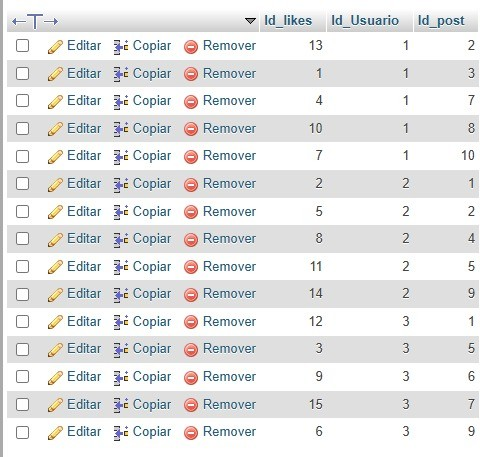 Id_likes Id_Usuario Id_post
Editar Copiar Remover 13 1 2
Editar Copiar Remover 1 1 3
Editar Copiar Remover 4 1 7
Editar Copiar Remover 10 1 8
Editar Copiar Remover 7 1 10
Editar Copiar Remover 2 2 1
Editar Copiar Remover 5 2 2
Editar Copiar Remover 8 2 4
Editar Copiar Remover 11 2 5
Editar Copiar Remover 14 2 9
Editar Copiar Remover 12 3 1
Editar Copiar Remover 3 3 5
Editar Copiar Remover 9 3 6
Editar Copiar Remover 15 3 7
Editar Copiar Remover 6 3 9